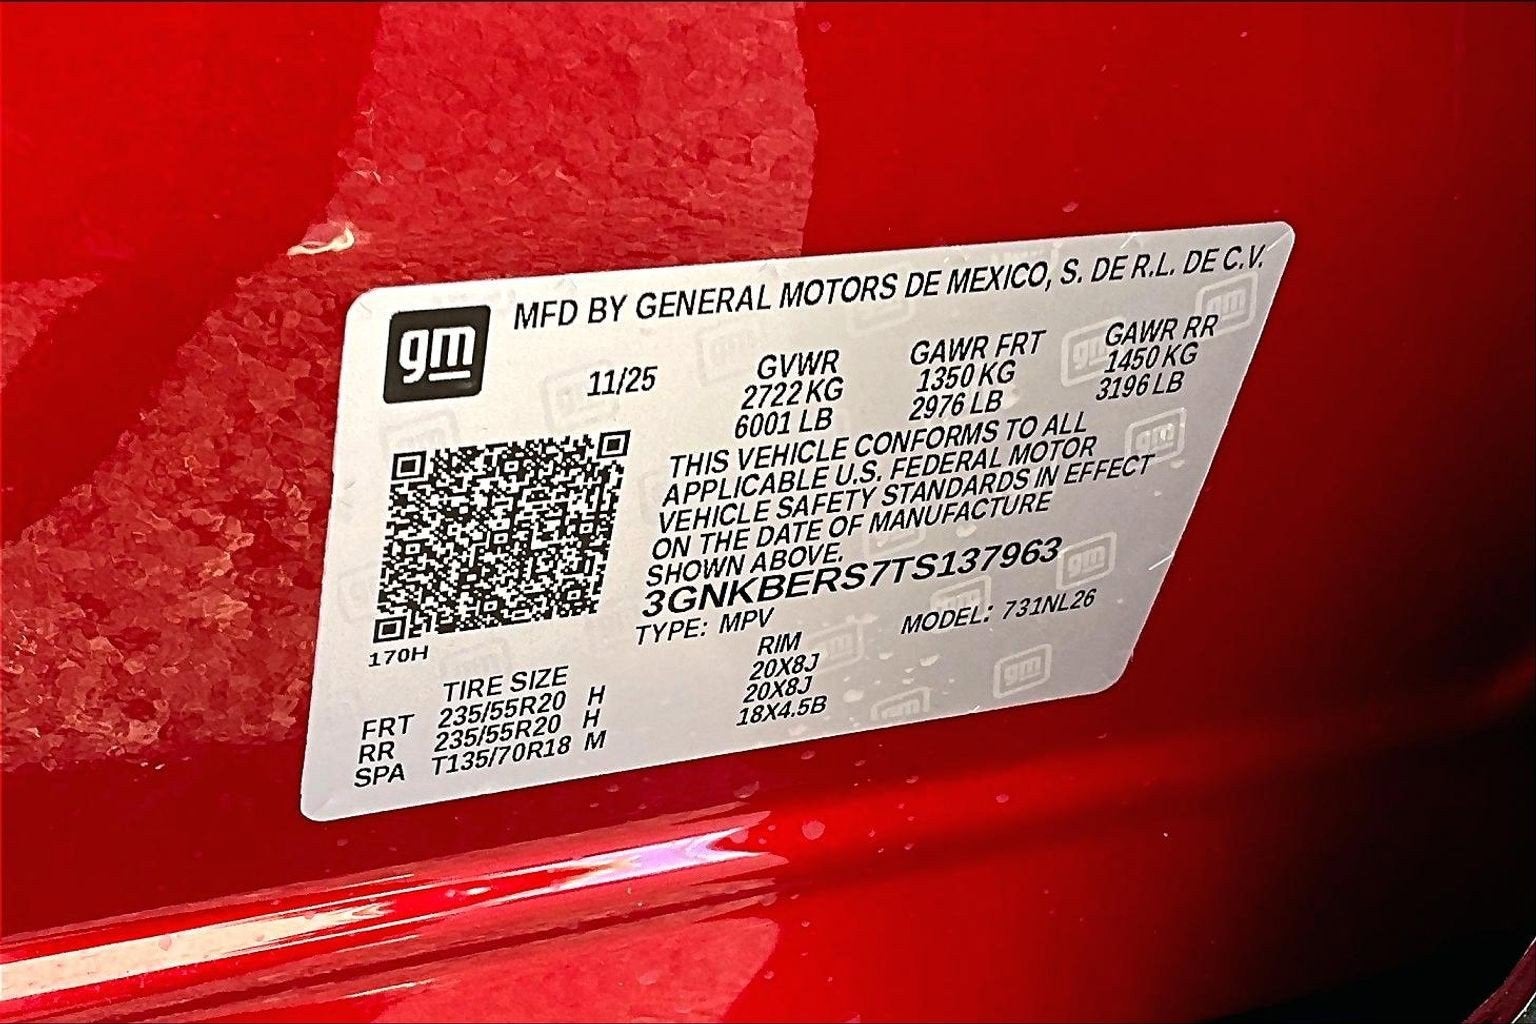 gm MFD BY GENERAL MOTORS DE MEXICO, S. DE R.L. DE C.V.
11/25 GVWR GAWR FRT GAWR RR
2722 KG 1350 KG 1450 KG
6001 LB 2976 LB 3196 LB
THIS VEHICLE CONFORMS TO ALL
APPLICABLE U.S. FEDERAL MOTOR
VEHICLE SAFETY STANDARDS IN EFFECT
ON THE DATE OF MANUFACTURE
SHOWN ABOVE.
3GNKBERS7TS137963
TYPE: MPV MODEL: 731NL26
170H
TIRE SIZE RIM
FRT 235/55R20 H 20X8J
RR 235/55R20 H 20X8J
SPA T135/70R18 M 18X4.5B